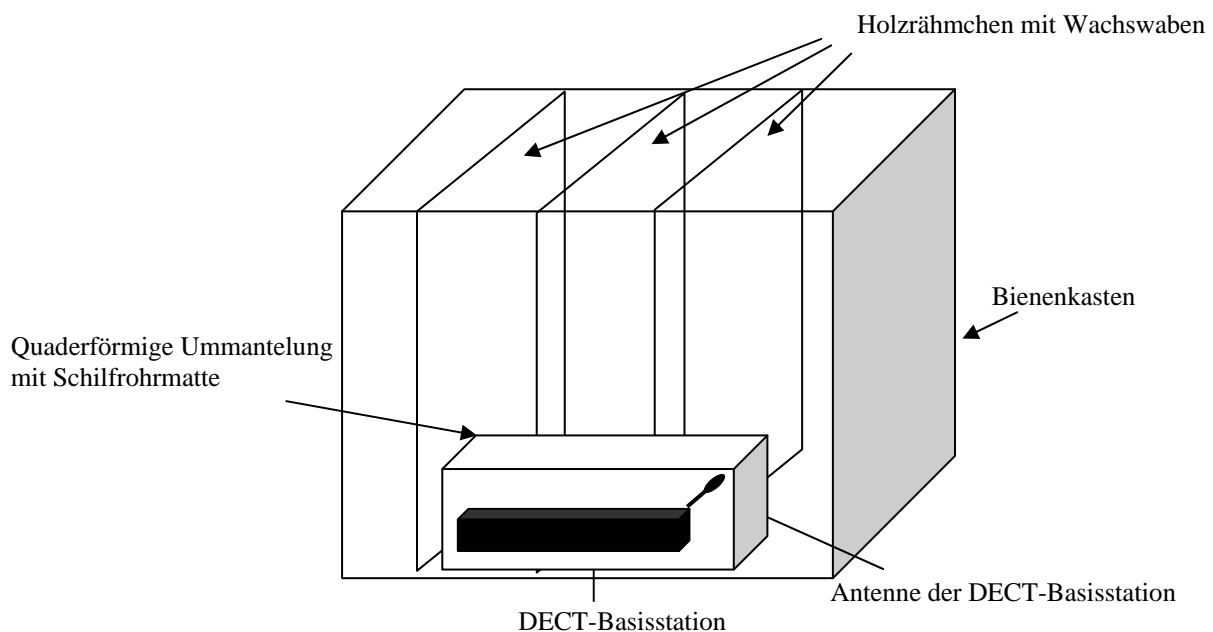 Holzrähmchen mit Wachswaben
Bienenkasten
Quaderförmige Ummantelung
mit Schilfrohrmatte
Antenne der DECT-Basisstation
DECT-Basisstation